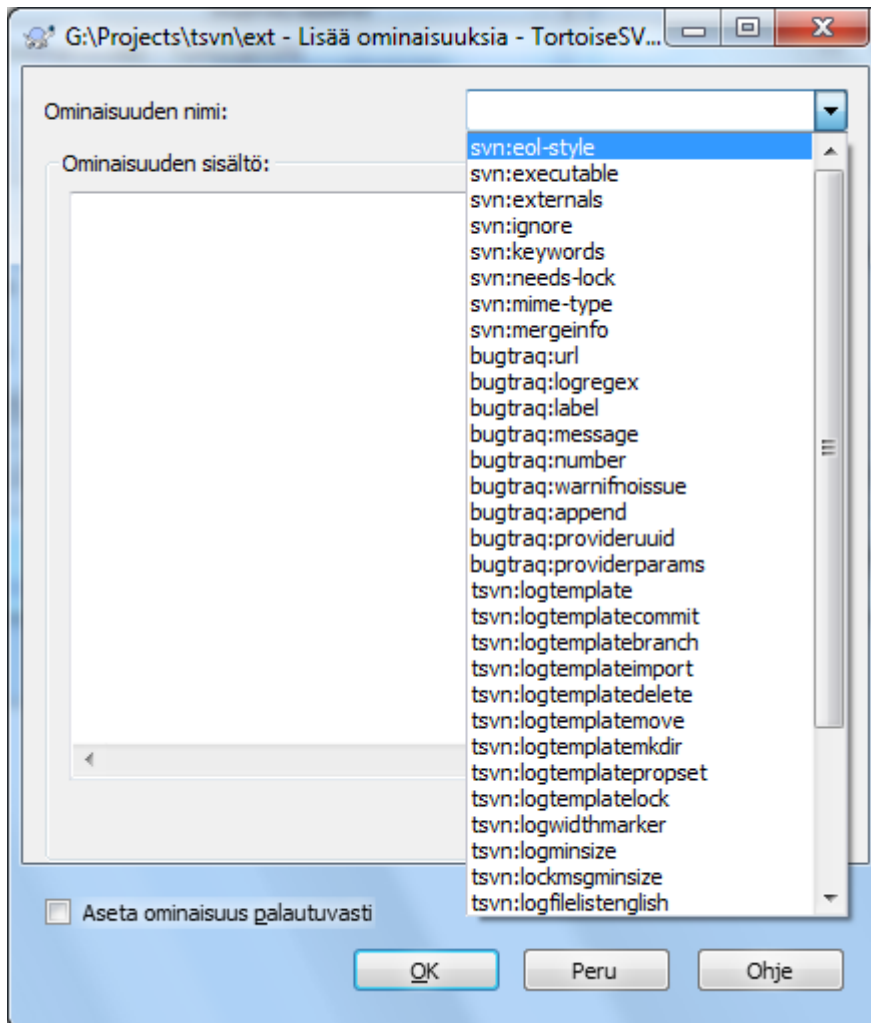 G:\Projects\tsvn\ext - Lisää ominaisuuksia - TortoiseSV...
Ominaisuuden nimi:
Ominaisuuden sisältö:
svn:eol-style
svn:executable
svn:externals
svn:ignore
svn:keywords
svn:needs-lock
svn:mime-type
svn:mergeinfo
bugtraq:url
bugtraq:logregex
bugtraq:label
bugtraq:message
bugtraq:number
bugtraq:warnifnoissue
bugtraq:append
bugtraq:provideruuid
bugtraq:providerparams
tsvn:logtemplate
tsvn:logtemplatecommit
tsvn:logtemplatebranch
tsvn:logtemplateimport
tsvn:logtemplatedelete
tsvn:logtemplatemove
tsvn:logtemplatemkdir
tsvn:logtemplatepropset
tsvn:logtemplatelock
tsvn:logwidthmarker
tsvn:logminsize
tsvn:lockmsgminsize
tsvn:logfilelistenglish
Aseta ominaisuus palautuvasti
OK Peru Ohje